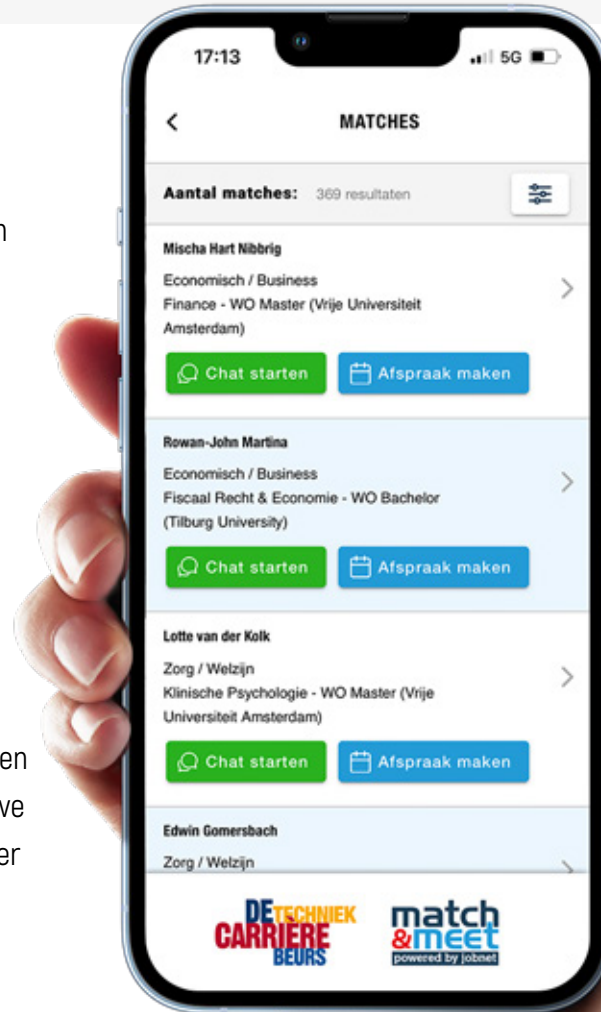 17:13
5G
MATCHES
Aantal matches: 369 resultaten
Mischa Hart Nibbrig
Economisch / Business
Finance - WO Master (Vrije Universiteit
Amsterdam)
Chat starten
Afspraak maken
Rowan-John Martina
Economisch / Business
Fiscaal Recht & Economie - WO Bachelor
(Tilburg University)
Chat starten
Afspraak maken
Lotte van der Kolk
Zorg / Welzijn
Klinische Psychologie - WO Master (Vrije
Universiteit Amsterdam)
Chat starten
Afspraak maken
Edwin Gomersbach
Zorg / Welzijn
DE TECHNIEK
CARRIÈRE
BEURS
match
&meet
powered by jobnet
en
ve
er